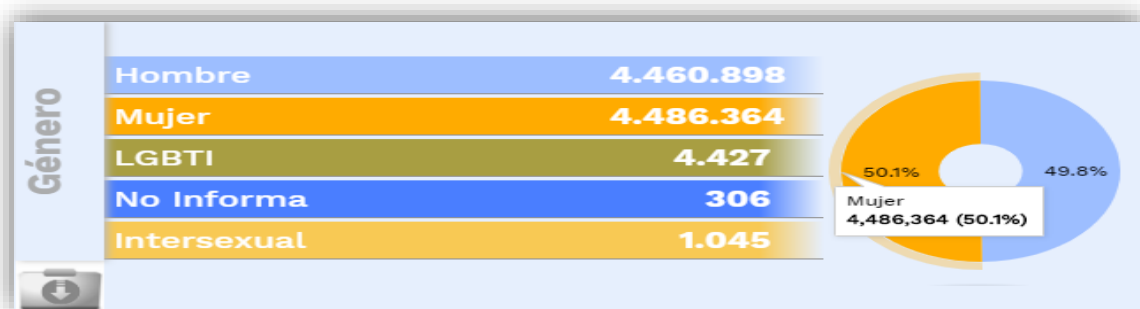 Género
Hombre 4.460.898
Mujer 4.486.364
LGBTI 4.427
No Informa 306
Intersexual 1.045
50.1%
49.8%
Mujer
4,486,364 (50.1%)